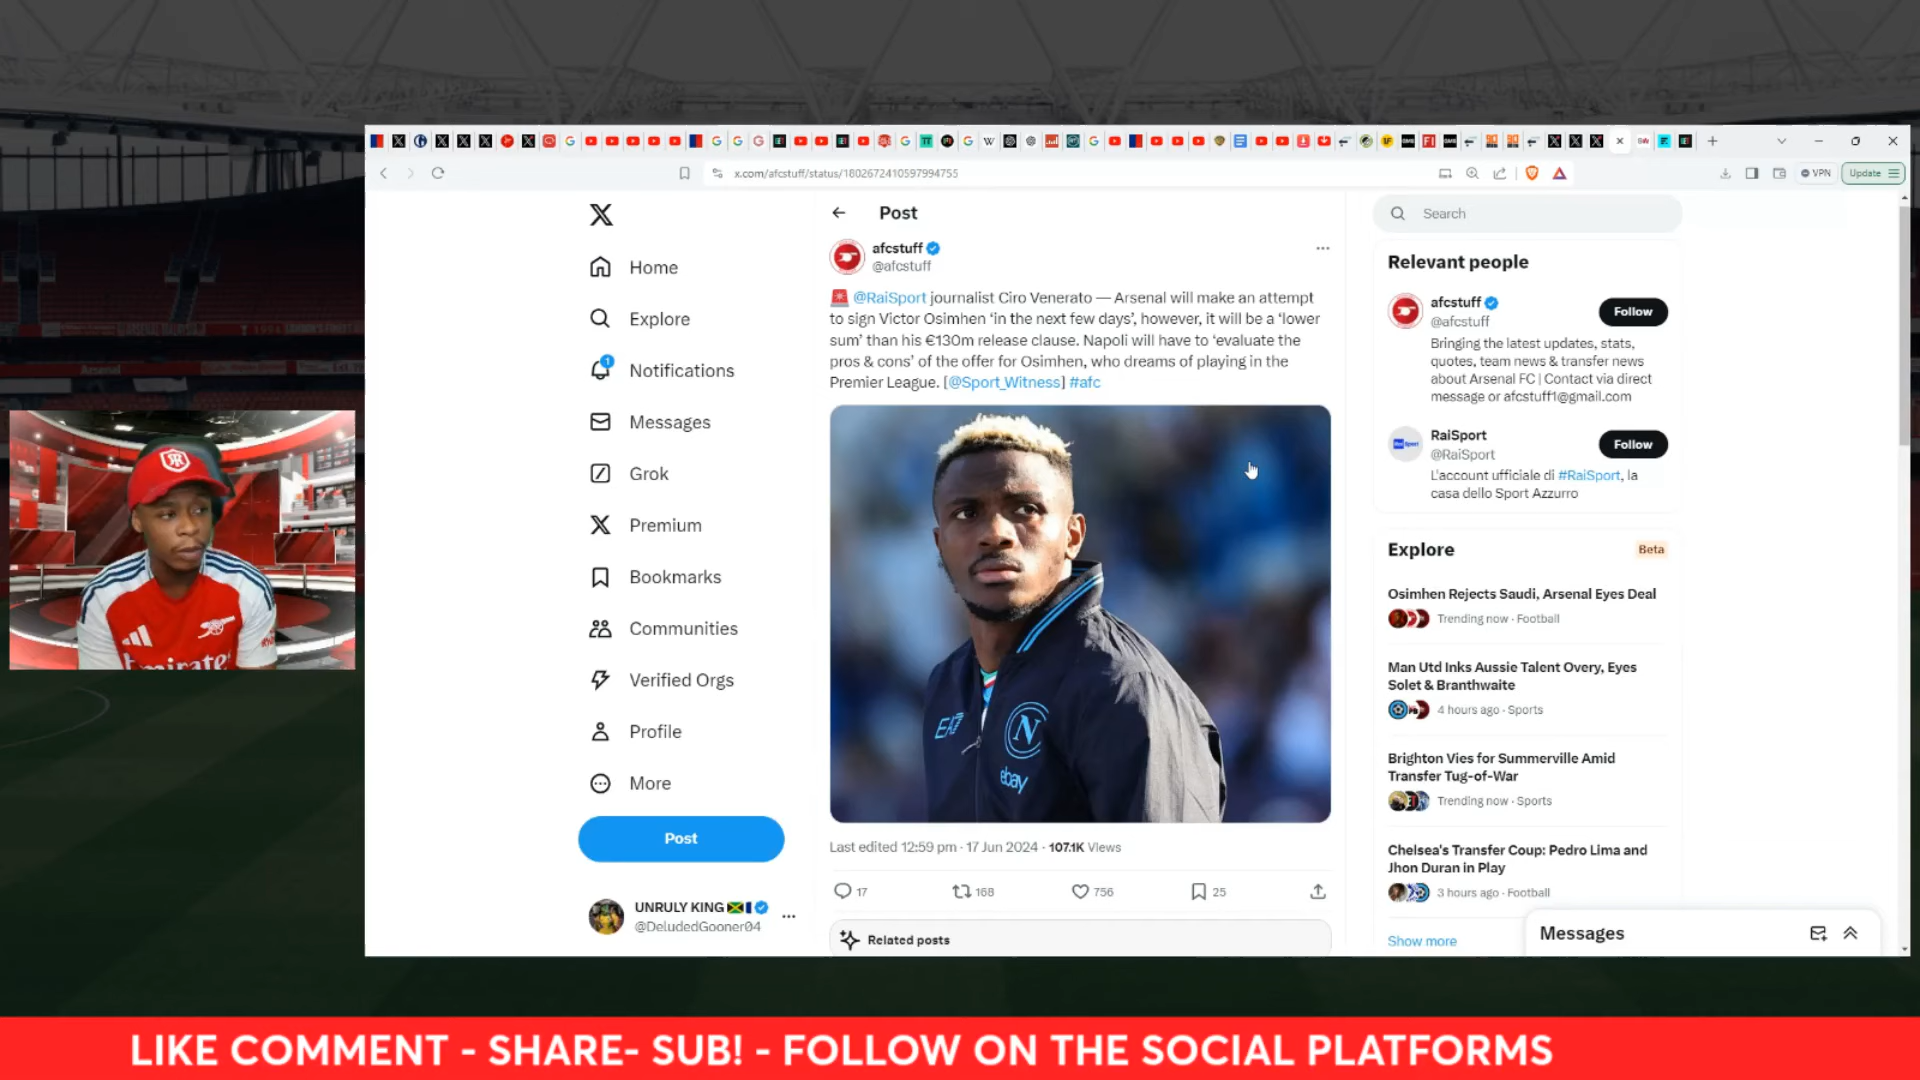 x.com/afcstuff/status/1802672410597994755
VPN
Update
Home
Explore
Notifications
1
Messages
Grok
Premium
Bookmarks
Communities
Verified Orgs
Profile
More
Post
UNRULY KING
@DeludedGooner04
Post
afcstuff
@afcstuff
@RaiSport journalist Ciro Venerato — Arsenal will make an attempt
to sign Victor Osimhen ‘in the next few days’, however, it will be a ‘lower
sum’ than his €130m release clause. Napoli will have to ‘evaluate the
pros & cons’ of the offer for Osimhen, who dreams of playing in the
Premier League. [@Sport_Witness] #afc
EA7
N
ebay
Last edited 12:59 pm · 17 Jun 2024 · 107.1K Views
17
168
756
25
Related posts
Search
Relevant people
afcstuff
@afcstuff
Follow
Bringing the latest updates, stats,
quotes, team news & transfer news
about Arsenal FC | Contact via direct
message or afcstuff1@gmail.com
RaiSport
@RaiSport
Follow
L'account ufficiale di #RaiSport, la
casa dello Sport Azzurro
Explore
Beta
Osimhen Rejects Saudi, Arsenal Eyes Deal
Trending now · Football
Man Utd Inks Aussie Talent Overy, Eyes
Solet & Branthwaite
4 hours ago · Sports
Brighton Vies for Summerville Amid
Transfer Tug-of-War
Trending now · Sports
Chelsea's Transfer Coup: Pedro Lima and
Jhon Duran in Play
3 hours ago · Football
Show more
Messages
Arsenal
Emirates
LIKE COMMENT - SHARE- SUB! - FOLLOW ON THE SOCIAL PLATFORMS